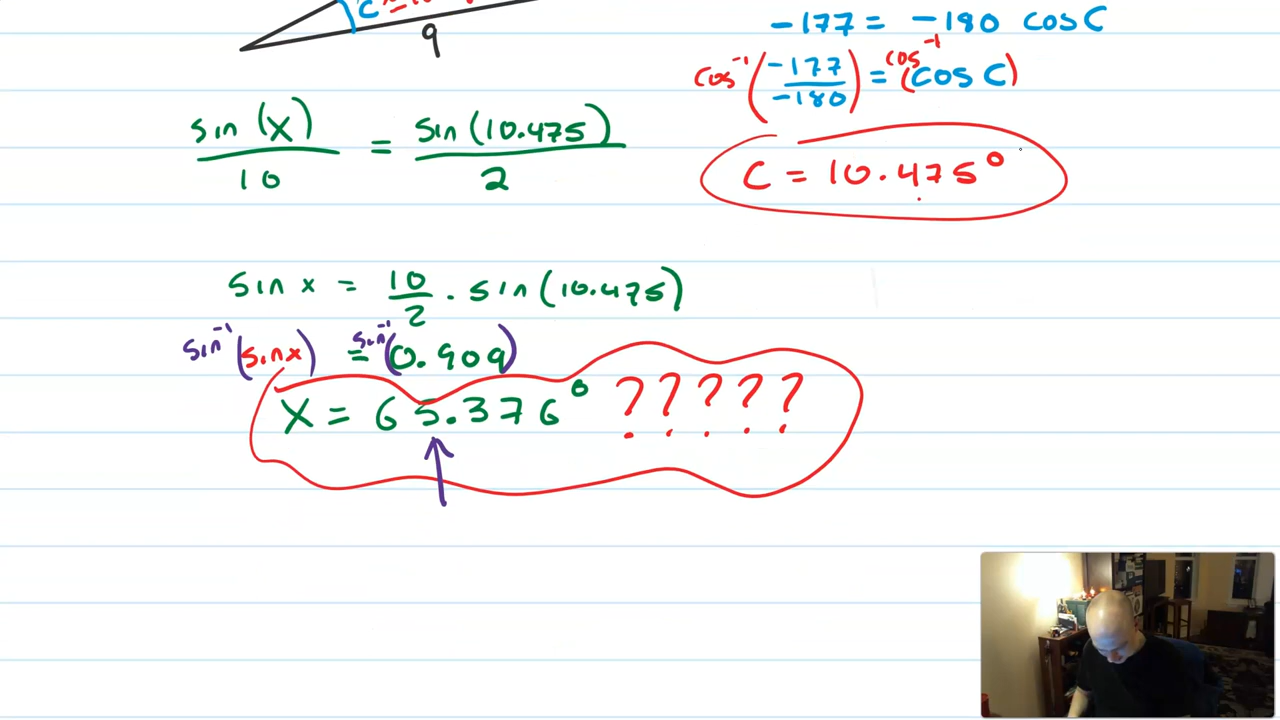 9
-177 = -180 cos C
cos⁻¹(-177/-180) = cos⁻¹(cos C)
sin(x)/10 = sin(10.475)/2
C = 10.475°
sin x = 10/2 · sin(10.475)
sin⁻¹(sin x) = sin⁻¹(0.909)
x = 65.376° ?????